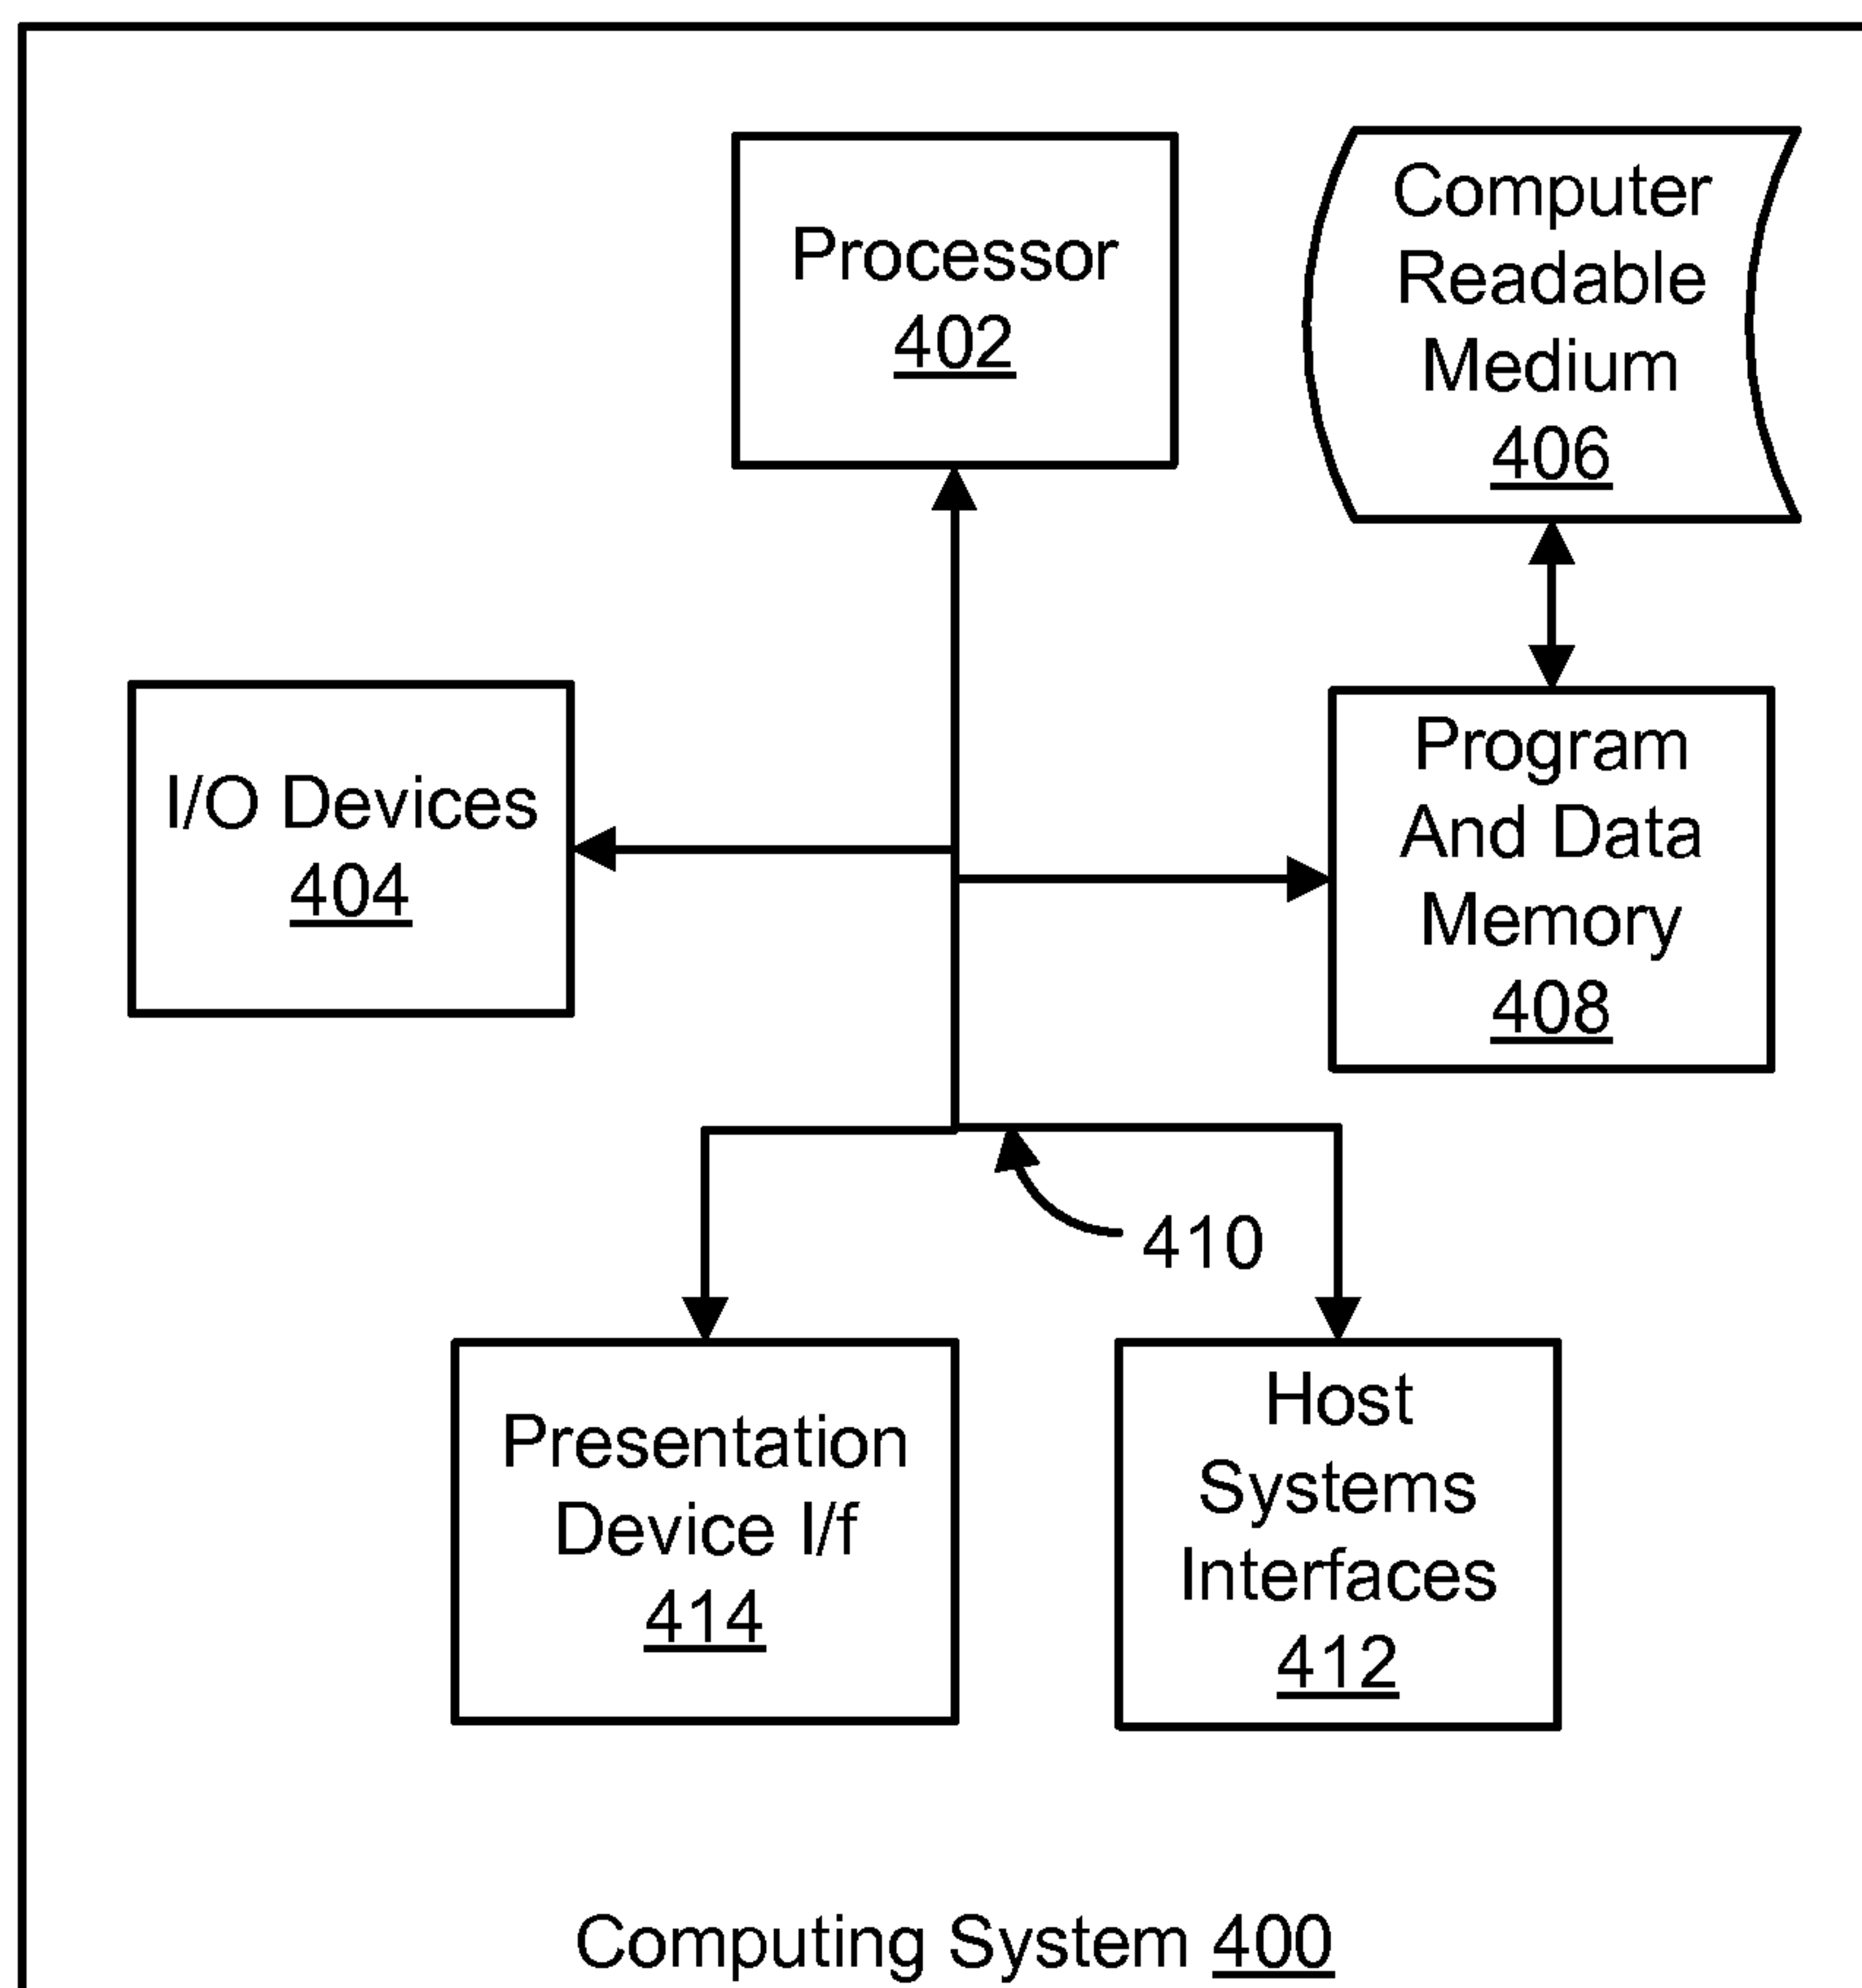 Processor
402
Computer
Readable
Medium
406
I/O Devices
404
Program
And Data
Memory
408
410
Presentation
Device I/f
414
Host
Systems
Interfaces
412
Computing System 400